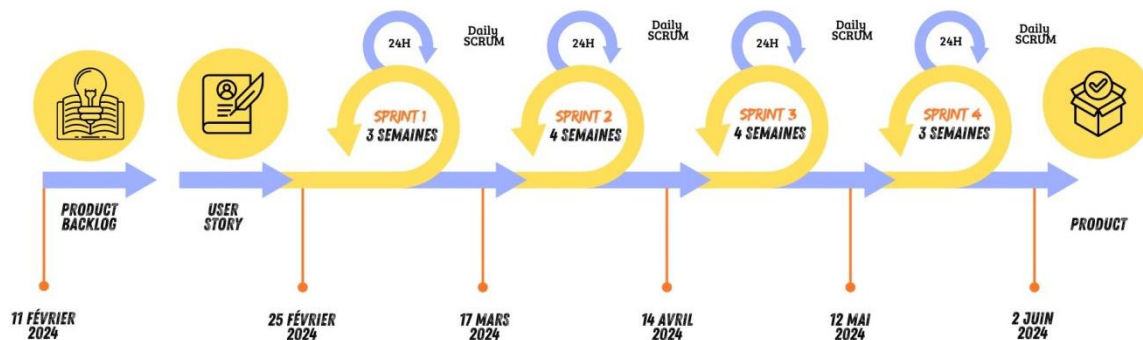 24H
Daily
SCRUM
24H
Daily
SCRUM
24H
Daily
SCRUM
24H
Daily
SCRUM
SPRINT 1
3 SEMAINES
SPRINT 2
4 SEMAINES
SPRINT 3
4 SEMAINES
SPRINT 4
3 SEMAINES
PRODUCT
BACKLOG
USER
STORY
PRODUCT
11 FÉVRIER
2024
25 FÉVRIER
2024
17 MARS
2024
14 AVRIL
2024
12 MAI
2024
2 JUIN
2024